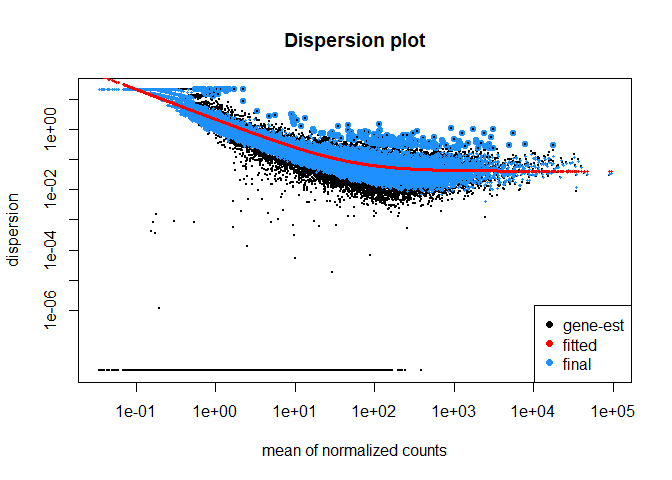 Dispersion plot
dispersion
1e+00
1e-02
1e-04
1e-06
gene-est
fitted
final
1e-01 1e+00 1e+01 1e+02 1e+03 1e+04 1e+05
mean of normalized counts